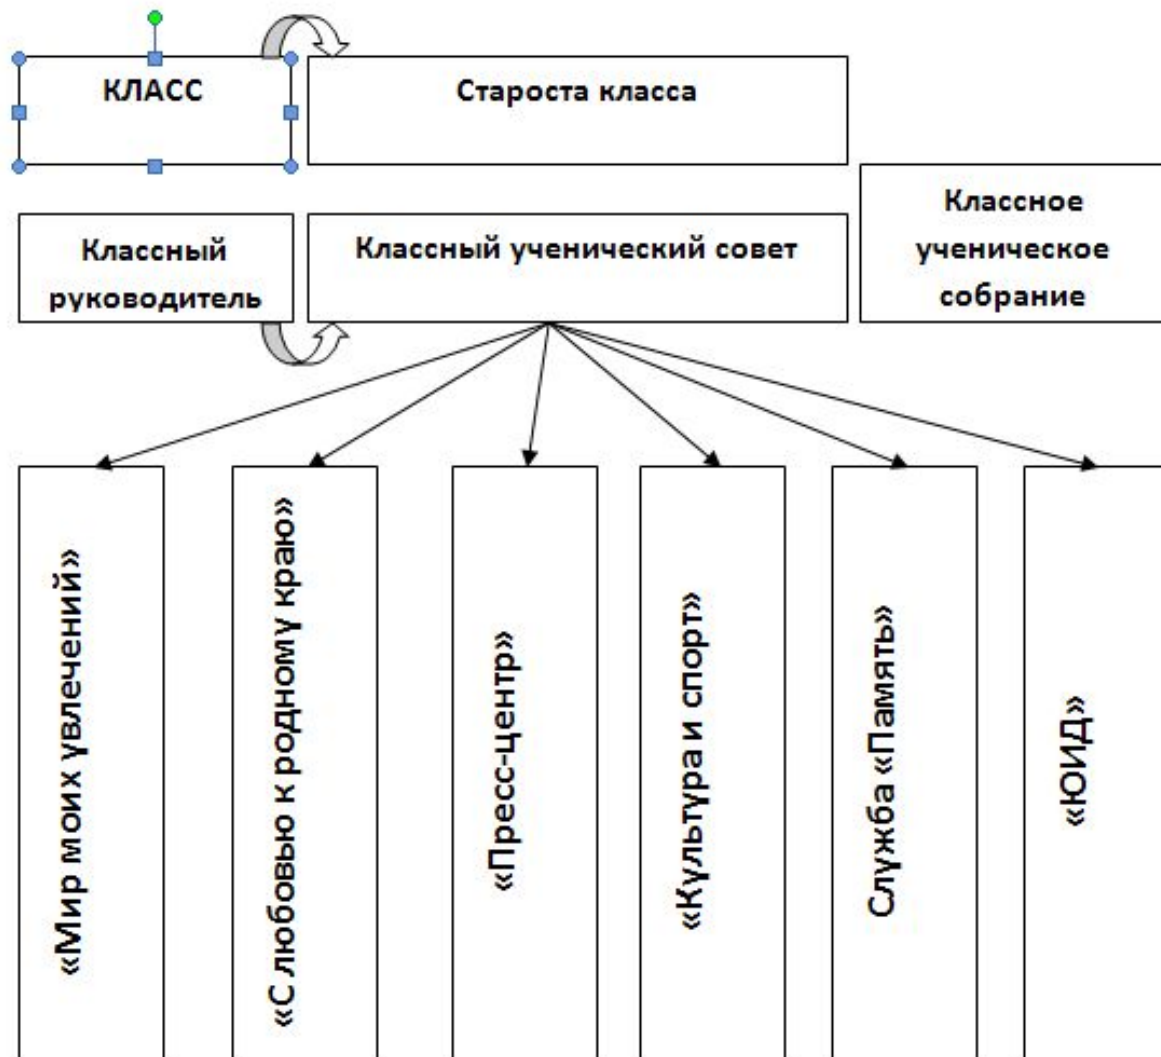 КЛАСС
Староста класса
Классный
руководитель
Классный ученический совет
Классное
ученическое
собрание
«Мир моих увлечений»
«С любовью к родному краю»
«Пресс-центр»
«Культура и спорт»
Служба «Память»
«ЮИД»